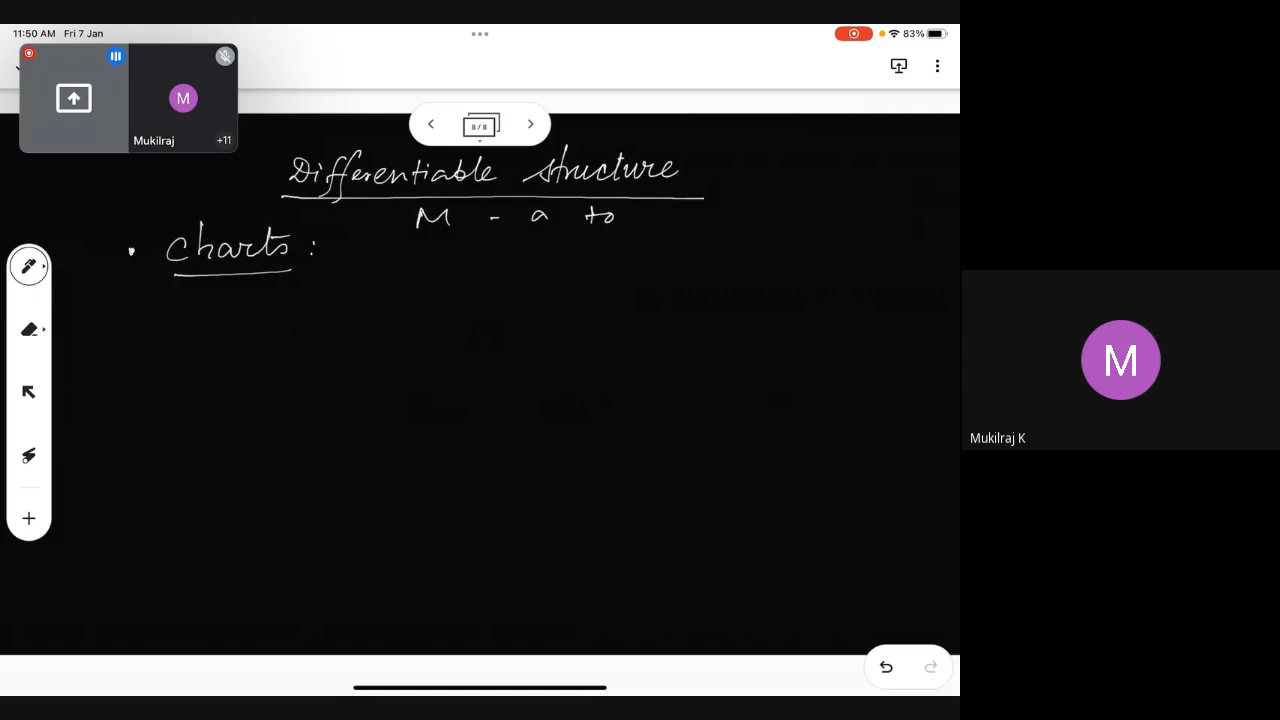 11:50 AM Fri 7 Jan
83%
M
Mukilraj
+11
8/8
Differentiable structure
M - a to
• Charts :
M
Mukilraj K